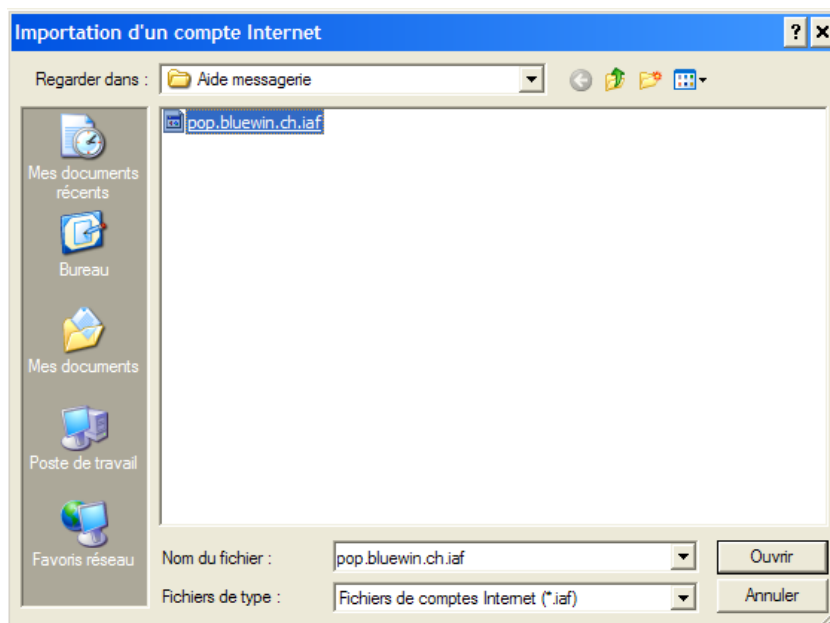 Importation d'un compte Internet
Regarder dans :
Aide messagerie
pop.bluewin.ch.iaf
Mes documents
récents
Bureau
Mes documents
Poste de travail
Favoris réseau
Nom du fichier :
pop.bluewin.ch.iaf
Ouvrir
Fichiers de type :
Fichiers de comptes Internet (*.iaf)
Annuler